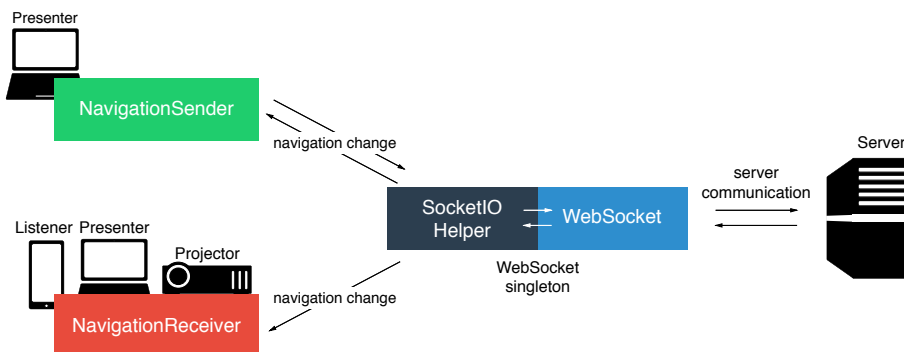 Presenter
NavigationSender
navigation change
Server
server
communication
SocketIO
Helper
WebSocket
WebSocket
singleton
Listener
Presenter
Projector
navigation change
NavigationReceiver